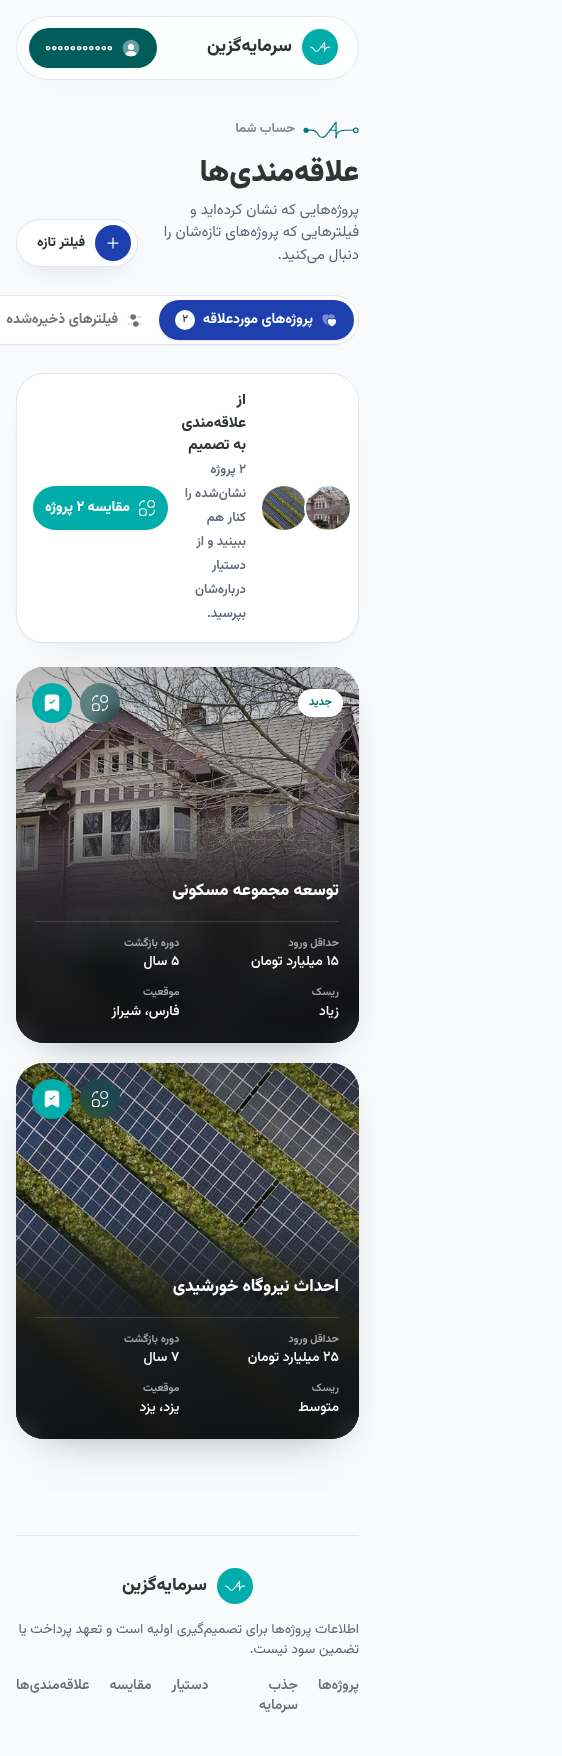 سرمایه‌گزین
۰۰۰۰۰۰۰۰۰۰۰
حساب شما
علاقه‌مندی‌ها
پروژه‌هایی که نشان کرده‌اید و
فیلترهایی که پروژه‌های تازه‌شان را
دنبال می‌کنید.
فیلتر تازه
پروژه‌های موردعلاقه ۲
فیلترهای ذخیره‌شده
از
علاقه‌مندی
به تصمیم
۲ پروژه
نشان‌شده را
کنار هم
ببینید و از
دستیار
درباره‌شان
بپرسید.
مقایسه ۲ پروژه
جدید
توسعه مجموعه مسکونی
حداقل ورود
۱۵ میلیارد تومان
دوره بازگشت
۵ سال
ریسک
زیاد
موقعیت
فارس، شیراز
احداث نیروگاه خورشیدی
حداقل ورود
۲۵ میلیارد تومان
دوره بازگشت
۷ سال
ریسک
متوسط
موقعیت
یزد، یزد
سرمایه‌گزین
اطلاعات پروژه‌ها برای تصمیم‌گیری اولیه است و تعهد پرداخت یا
تضمین سود نیست.
پروژه‌ها
جذب
سرمایه
دستیار
مقایسه
علاقه‌مندی‌ها